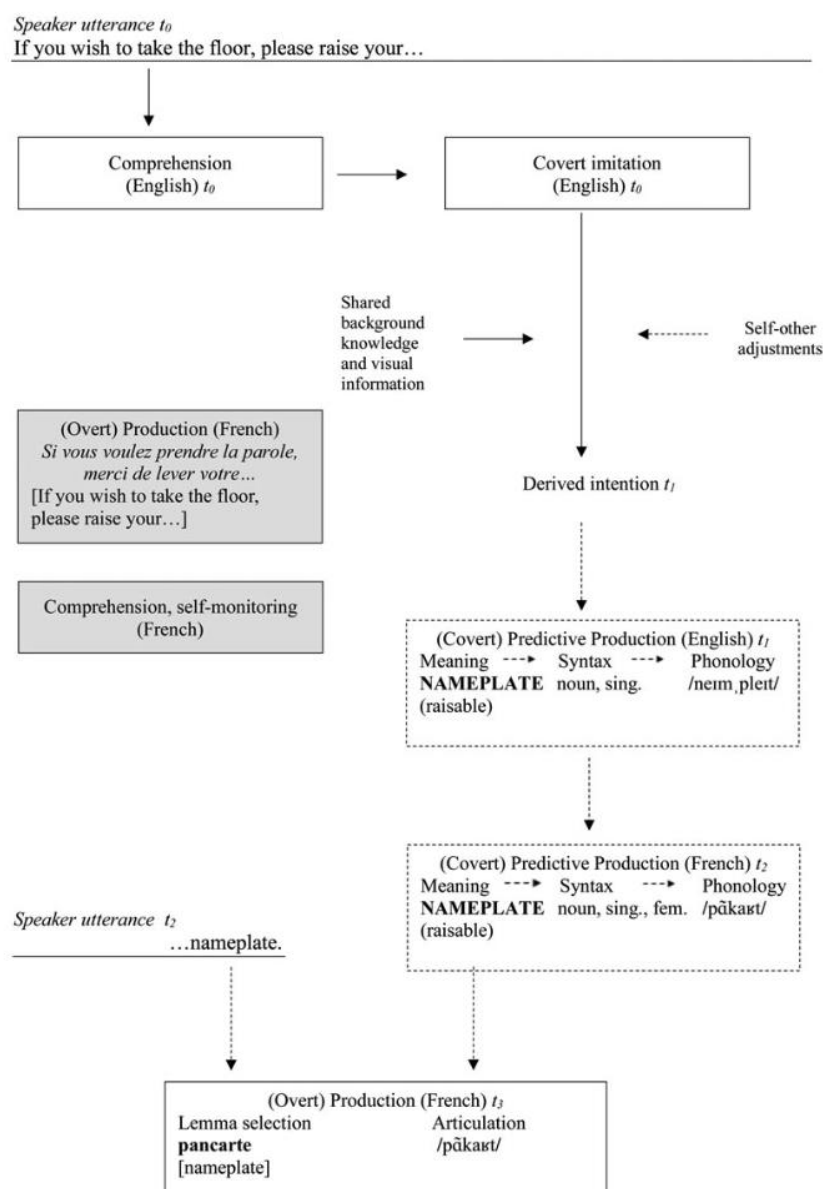 Speaker utterance t0
If you wish to take the floor, please raise your…
Comprehension
(English) t0
Covert imitation
(English) t0
Shared
background
knowledge
and visual
information
Self-other
adjustments
(Overt) Production (French)
Si vous voulez prendre la parole,
merci de lever votre…
[If you wish to take the floor,
please raise your…]
Derived intention t1
Comprehension, self-monitoring
(French)
(Covert) Predictive Production (English) t1
Meaning Syntax Phonology
NAMEPLATE noun, sing. /neɪmˌpleɪt/
(raisable)
(Covert) Predictive Production (French) t2
Meaning Syntax Phonology
NAMEPLATE noun, sing., fem. /pɑ̃kaʁt/
(raisable)
Speaker utterance t2
…nameplate.
(Overt) Production (French) t3
Lemma selection Articulation
pancarte /pɑ̃kaʁt/
[nameplate]